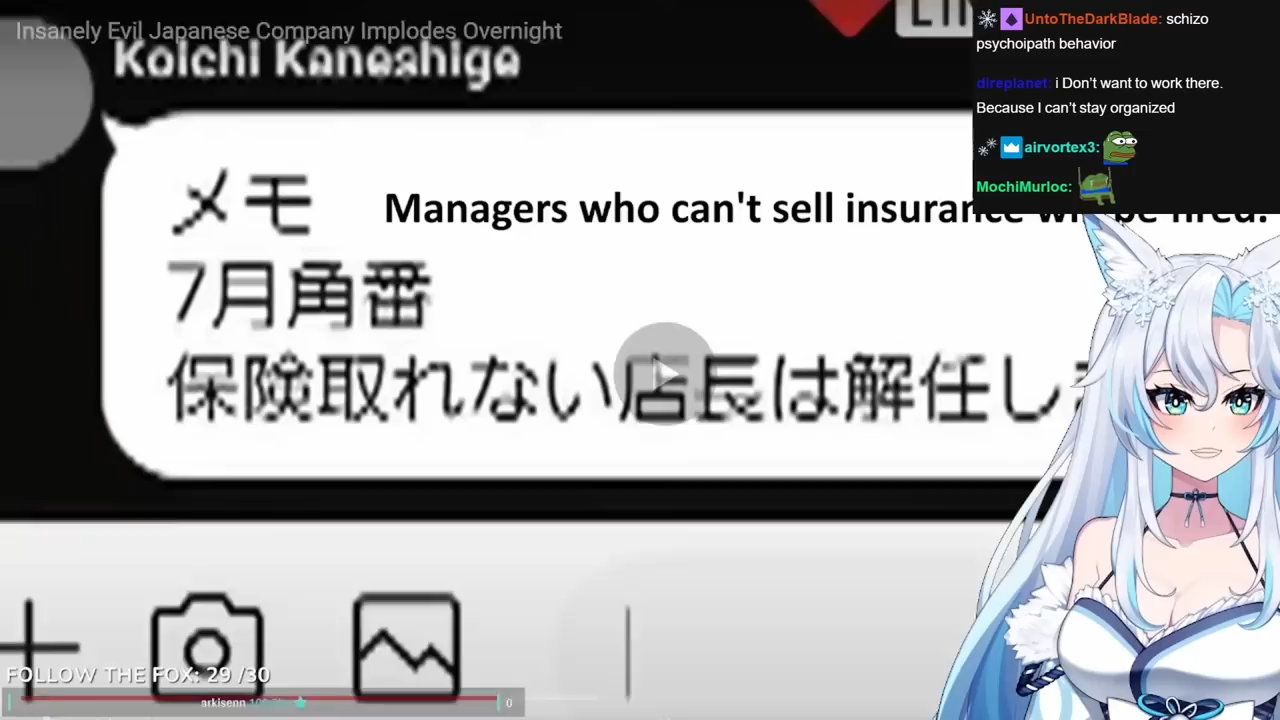 Insanely Evil Japanese Company Implodes Overnight
Koichi Kaneshige
メモ
Managers who can't sell insurance
7月角番
保険取れない店長は解任し
UntoTheDarkBlade: schizo
psychoipath behavior
direplanet: i Don't want to work there.
Because I can't stay organized
airvortex3:
MochiMurloc:
FOLLOW THE FOX: 29 /30
arkisenn
0